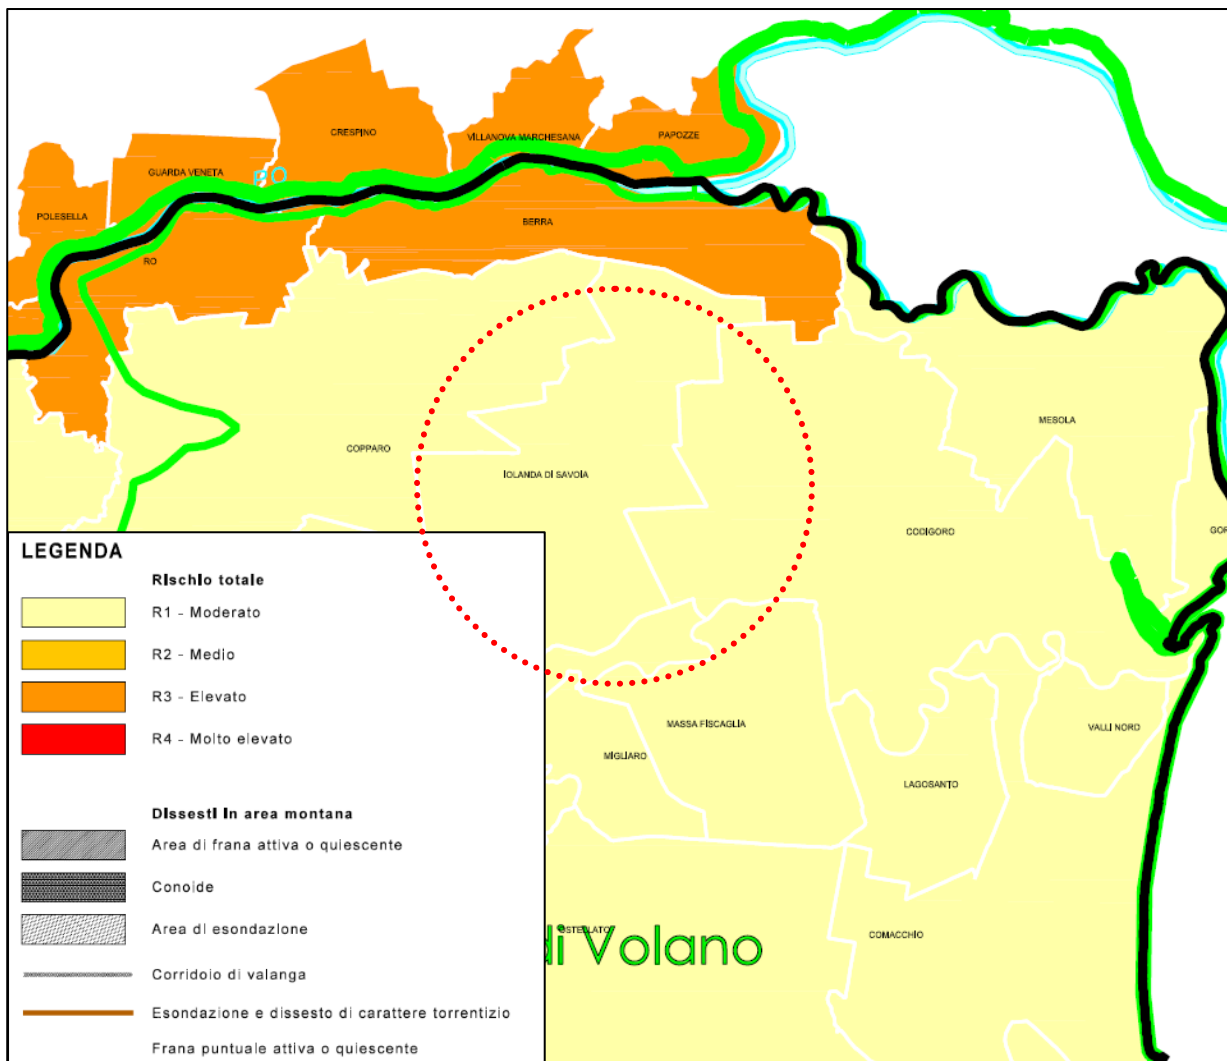 CRESPINO
VILLANOVA MARCHESANA
PAPOZZE
GUARDA VENETA
PO
POLESELLA
BERRA
RO
MESOLA
COPPARO
IOLANDA DI SAVOIA
CODIGORO
GOR
LEGENDA
Rischio totale
R1 - Moderato
R2 - Medio
R3 - Elevato
R4 - Molto elevato
MASSA FISCAGLIA
VALLI NORD
MIGLIARO
LAGOSANTO
Dissesti in area montana
Area di frana attiva o quiescente
Conoide
Area di esondazione
OSTELLATO
COMACCHIO
di Volano
Corridoio di valanga
Esondazione e dissesto di carattere torrentizio
Frana puntuale attiva o quiescente